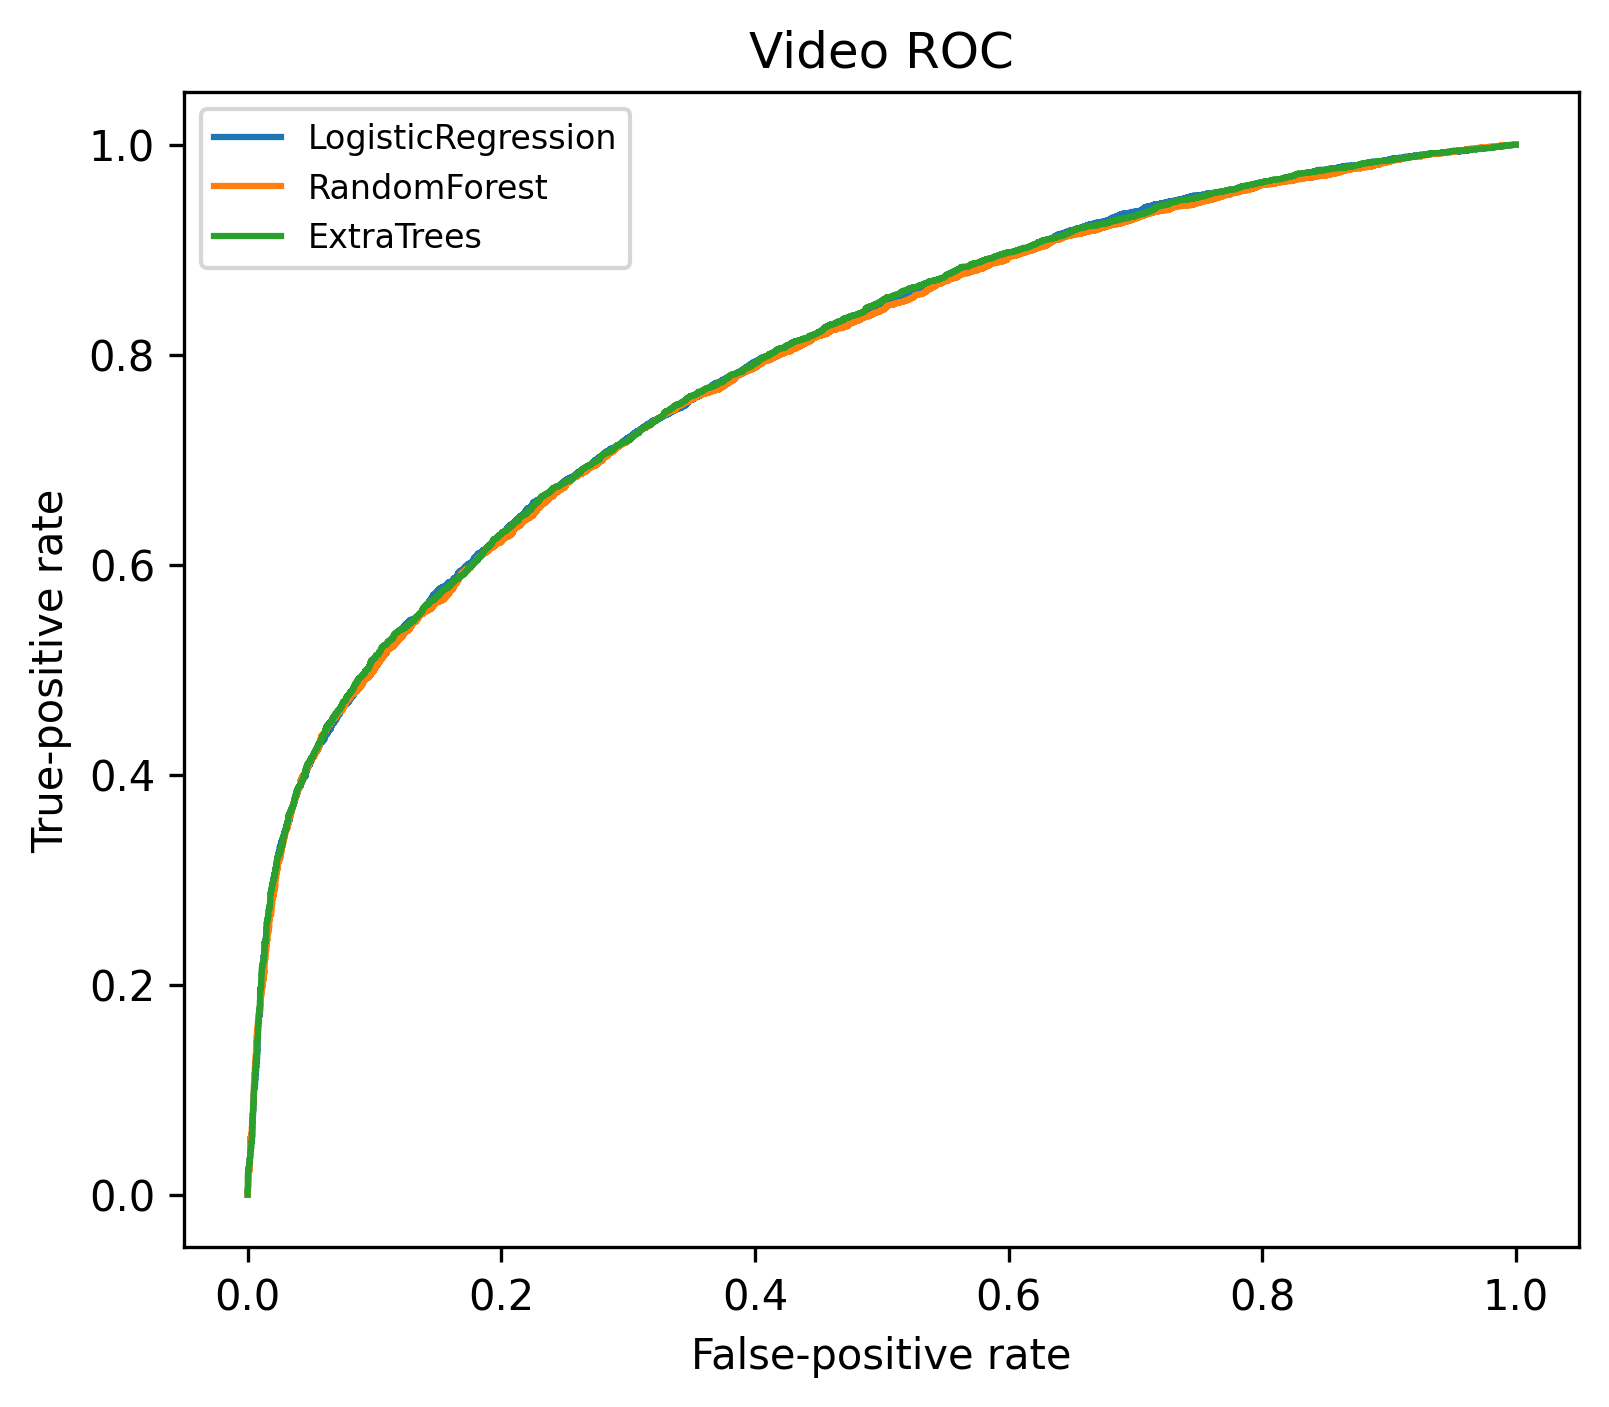 Video ROC
LogisticRegression
RandomForest
ExtraTrees
1.0
0.8
0.6
0.4
0.2
0.0
True-positive rate
0.0 0.2 0.4 0.6 0.8 1.0
False-positive rate